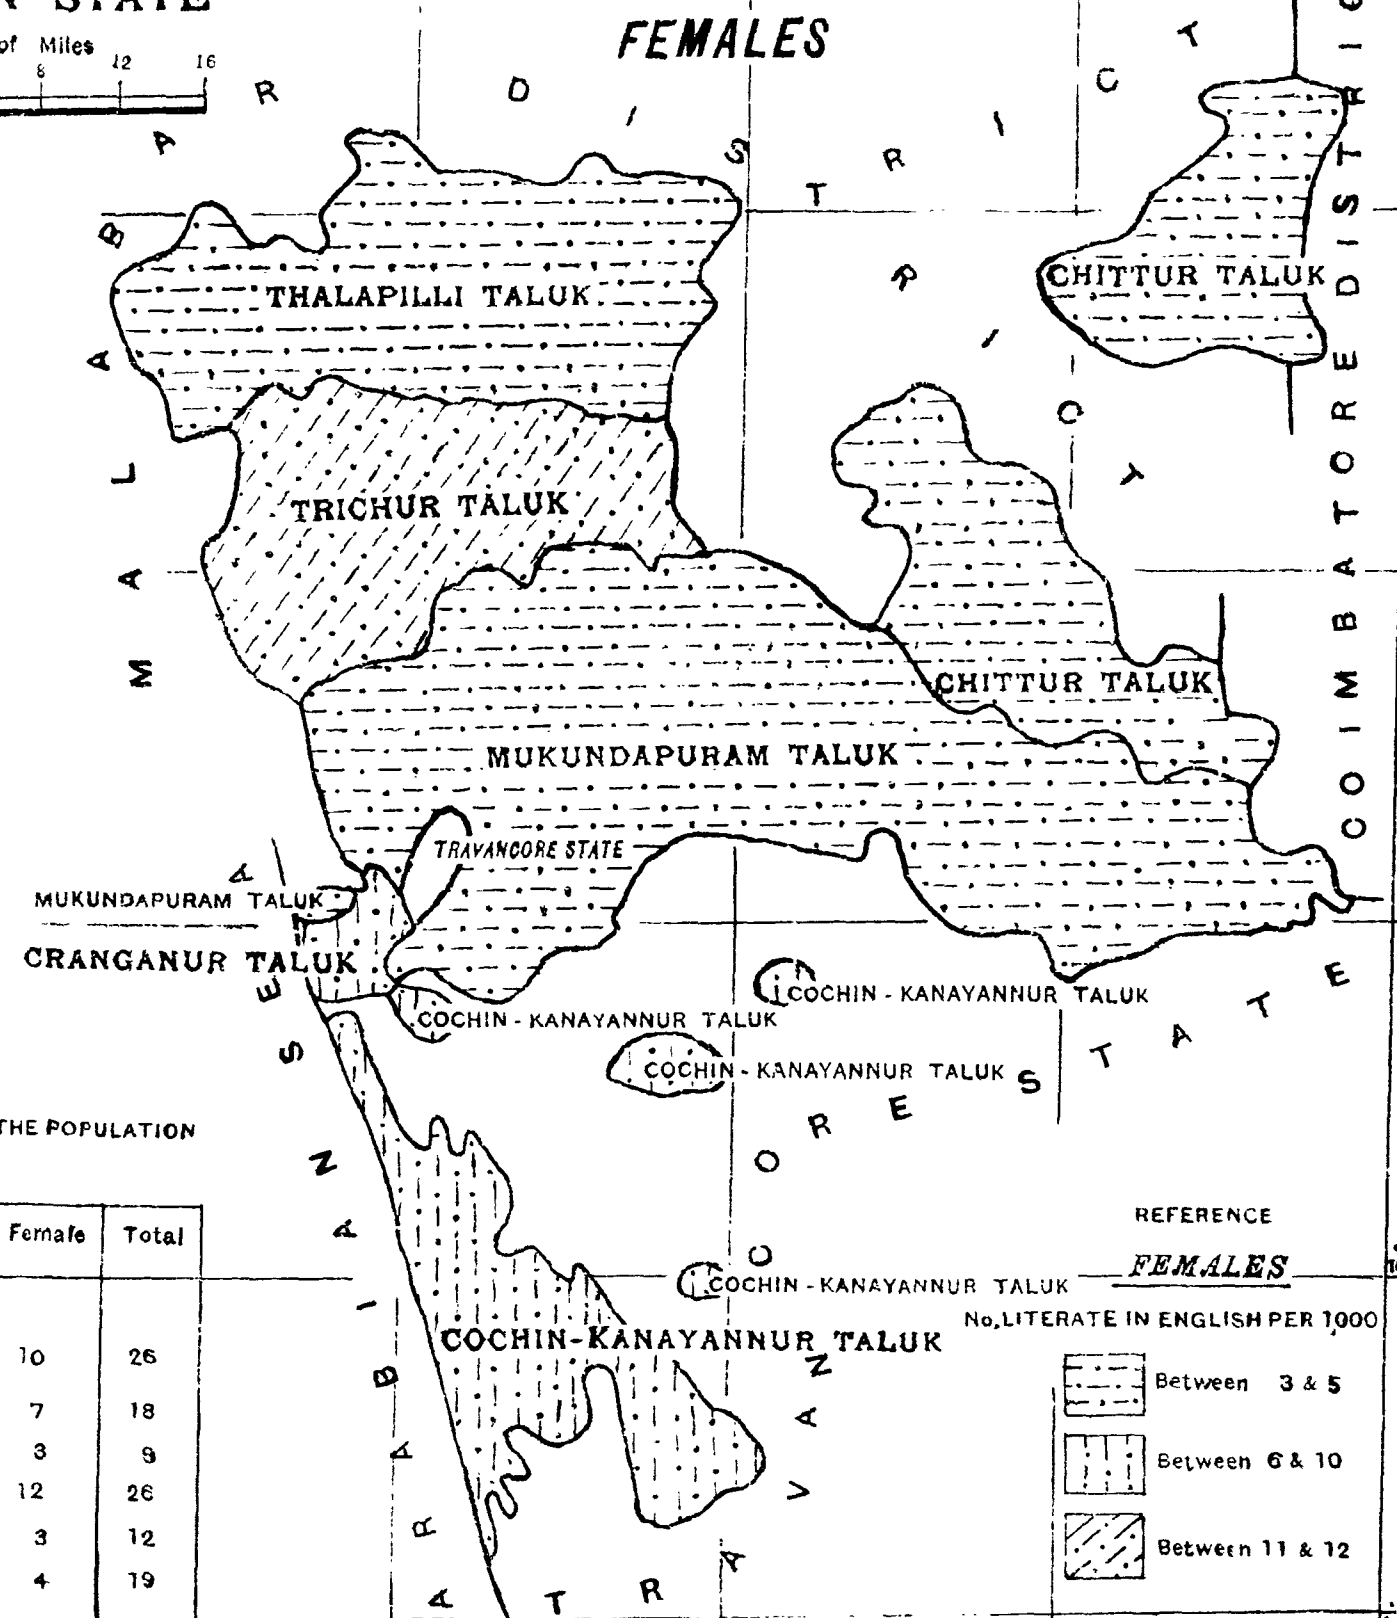 STATE
of Miles
8 12 16
FEMALES
MALABAR DISTRICT
COIMBATORE DISTRIC
CHITTUR TALUK
THALAPILLI TALUK
TRICHUR TALUK
CHITTUR TALUK
MUKUNDAPURAM TALUK
TRAVANCORE STATE
MUKUNDAPURAM TALUK
CRANGANUR TALUK
COCHIN-KANAYANNUR TALUK
COCHIN-KANAYANNUR TALUK
COCHIN-KANAYANNUR TALUK
TRAVANCORE STATE
ARABIAN SEA
THE POPULATION
Female Total
10 26
7 18
3 9
12 26
3 12
4 19
COCHIN-KANAYANNUR TALUK
COCHIN-KANAYANNUR TALUK
REFERENCE
FEMALES
No. LITERATE IN ENGLISH PER 1,000
Between 3 & 5
Between 6 & 10
Between 11 & 12